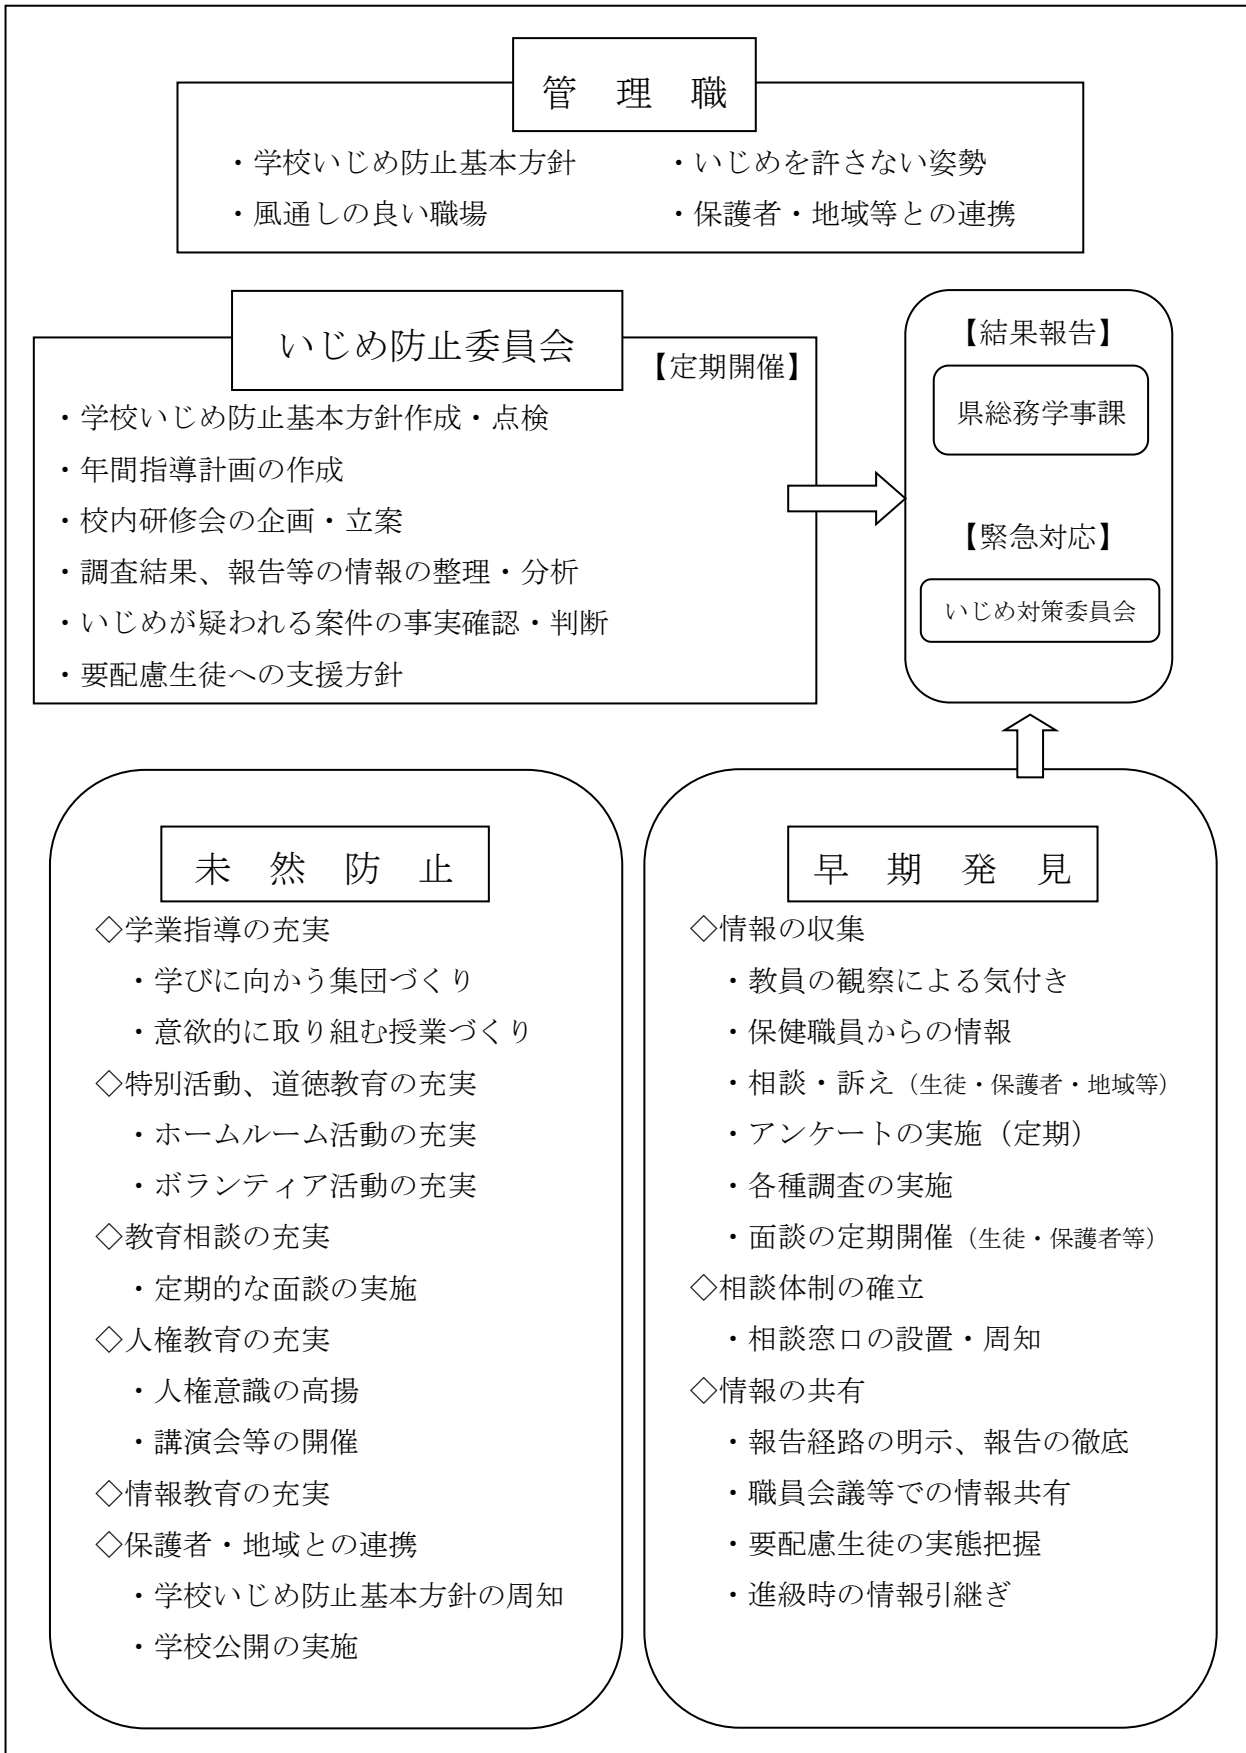 管　理　職
・学校いじめ防止基本方針
・いじめを許さない姿勢
・風通しの良い職場
・保護者・地域等との連携
いじめ防止委員会
【定期開催】
・学校いじめ防止基本方針作成・点検
・年間指導計画の作成
・校内研修会の企画・立案
・調査結果、報告等の情報の整理・分析
・いじめが疑われる案件の事実確認・判断
・要配慮生徒への支援方針
【結果報告】
県総務学事課
【緊急対応】
いじめ対策委員会
未　然　防　止
◇学業指導の充実
・学びに向かう集団づくり
・意欲的に取り組む授業づくり
◇特別活動、道徳教育の充実
・ホームルーム活動の充実
・ボランティア活動の充実
◇教育相談の充実
・定期的な面談の実施
◇人権教育の充実
・人権意識の高揚
・講演会等の開催
◇情報教育の充実
◇保護者・地域との連携
・学校いじめ防止基本方針の周知
・学校公開の実施
早　期　発　見
◇情報の収集
・教員の観察による気付き
・保健職員からの情報
・相談・訴え（生徒・保護者・地域等）
・アンケートの実施（定期）
・各種調査の実施
・面談の定期開催（生徒・保護者等）
◇相談体制の確立
・相談窓口の設置・周知
◇情報の共有
・報告経路の明示、報告の徹底
・職員会議等での情報共有
・要配慮生徒の実態把握
・進級時の情報引継ぎ